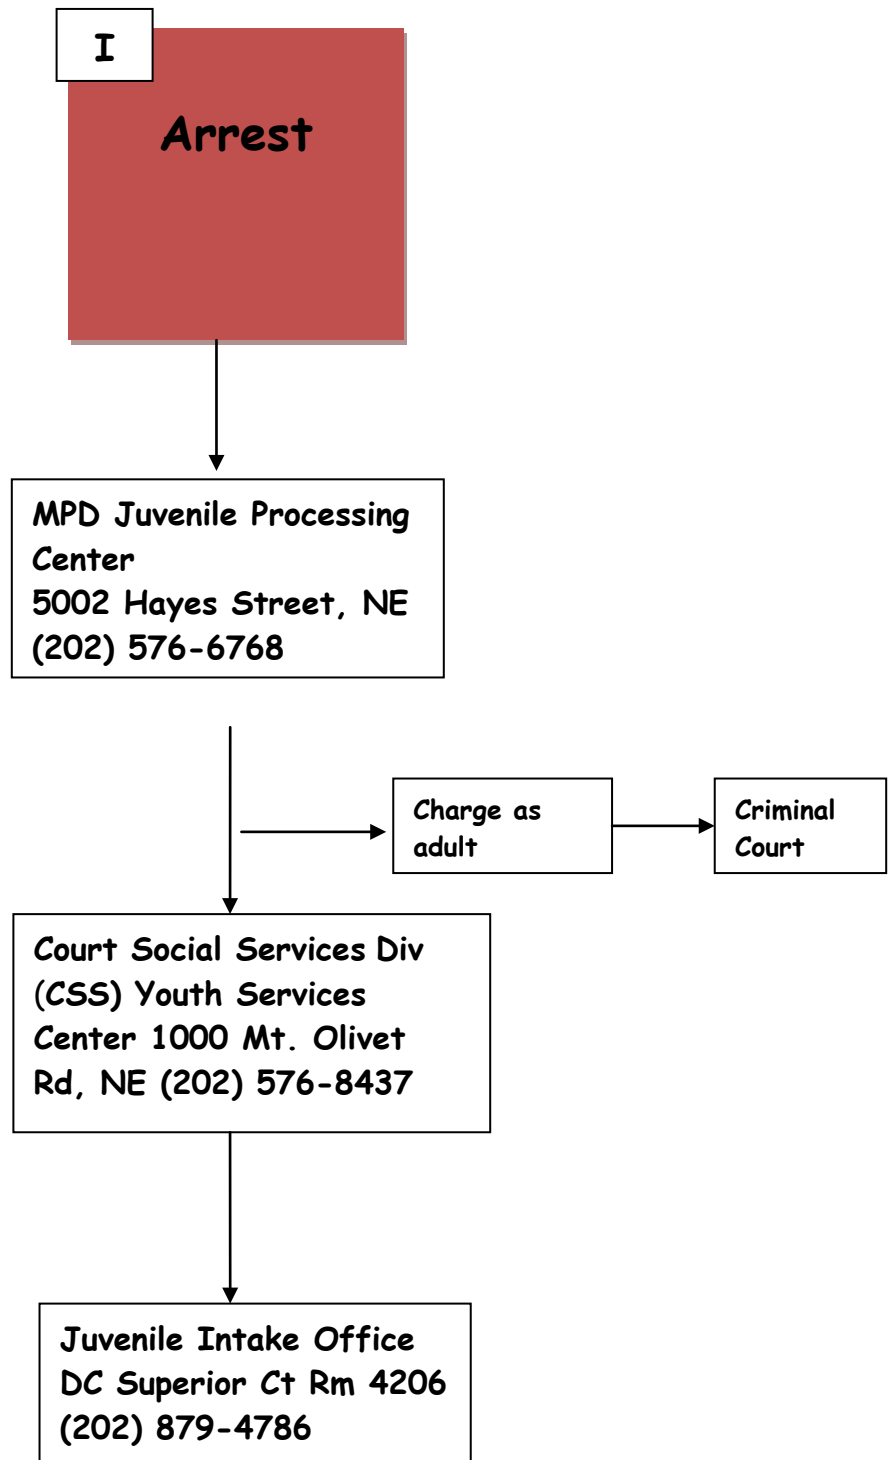 I
Arrest
MPD Juvenile Processing
Center
5002 Hayes Street, NE
(202) 576-6768
Charge as
adult
Criminal
Court
Court Social Services Div
(CSS) Youth Services
Center 1000 Mt. Olivet
Rd, NE (202) 576-8437
Juvenile Intake Office
DC Superior Ct Rm 4206
(202) 879-4786